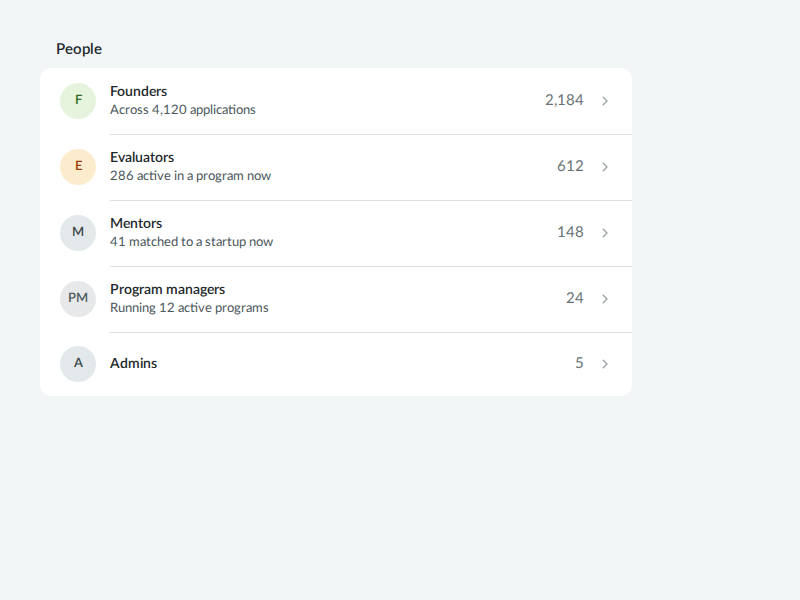 People
F
Founders
Across 4,120 applications
2,184
E
Evaluators
286 active in a program now
612
M
Mentors
41 matched to a startup now
148
PM
Program managers
Running 12 active programs
24
A
Admins
5